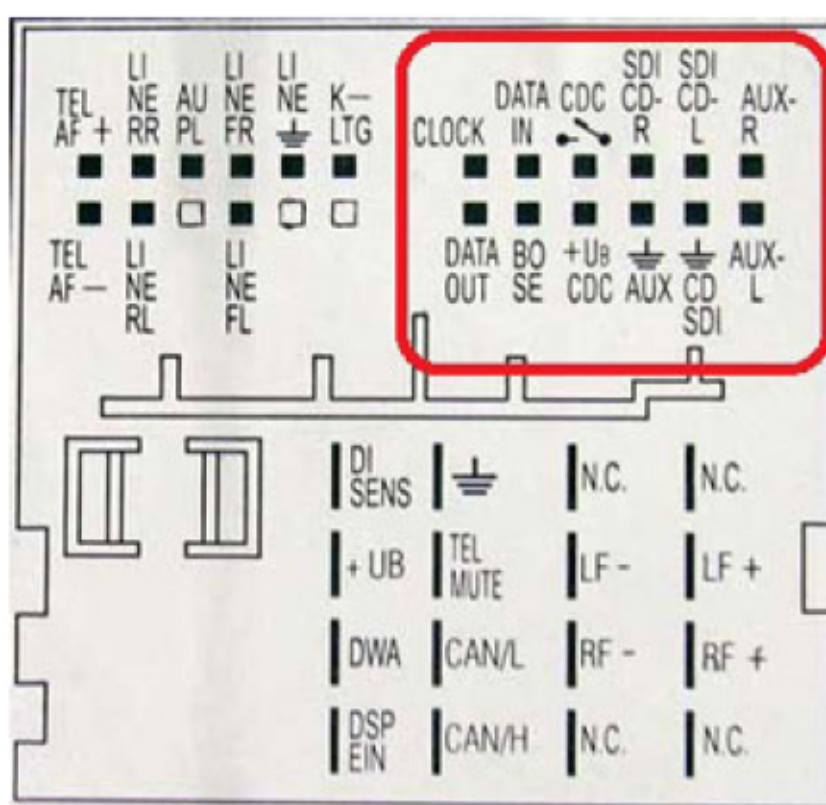 TEL AF +
LI NE RR
AU PL
LI NE FR
LI NE
K— LTG
CLOCK
DATA IN
CDC
SDI CD- R
SDI CD- L
AUX- R
TEL AF —
LI NE RL
LI NE FL
DATA OUT
BO SE
+UB CDC
AUX
CD SDI
AUX- L
DI SENS
N.C.
N.C.
+ UB
TEL MUTE
LF -
LF +
DWA
CAN/L
RF -
RF +
DSP EIN
CAN/H
N.C.
N.C.